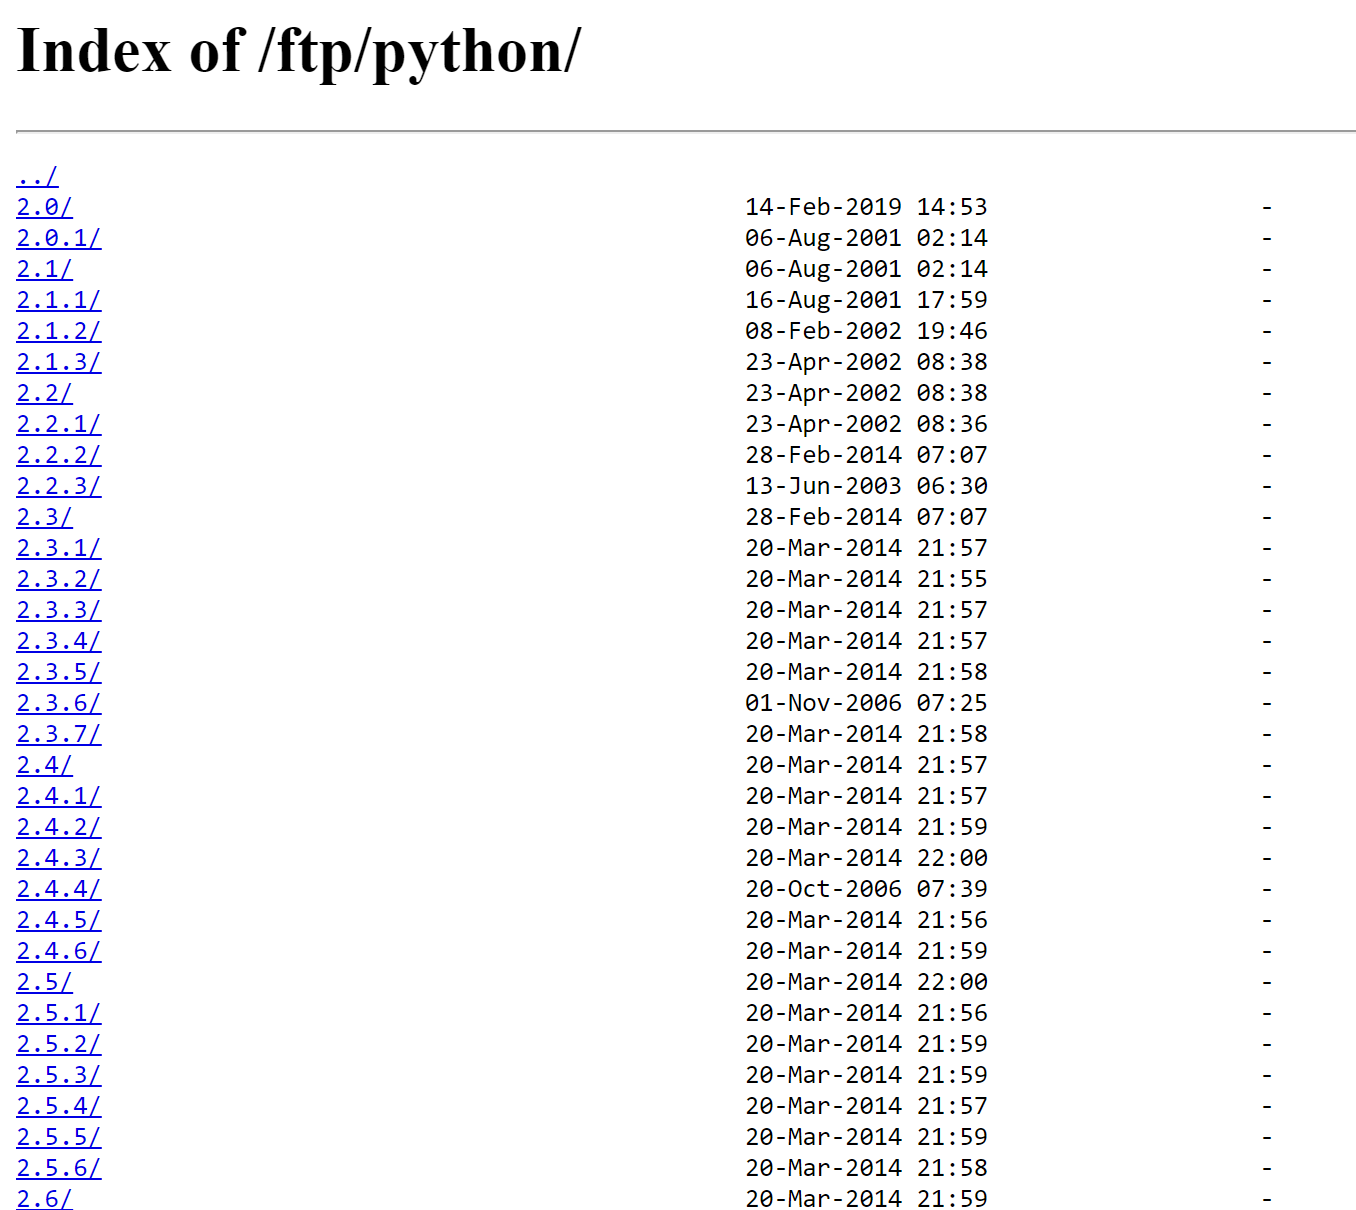 Index of /ftp/python/
../
2.0/ 14-Feb-2019 14:53 -
2.0.1/ 06-Aug-2001 02:14 -
2.1/ 06-Aug-2001 02:14 -
2.1.1/ 16-Aug-2001 17:59 -
2.1.2/ 08-Feb-2002 19:46 -
2.1.3/ 23-Apr-2002 08:38 -
2.2/ 23-Apr-2002 08:38 -
2.2.1/ 23-Apr-2002 08:36 -
2.2.2/ 28-Feb-2014 07:07 -
2.2.3/ 13-Jun-2003 06:30 -
2.3/ 28-Feb-2014 07:07 -
2.3.1/ 20-Mar-2014 21:57 -
2.3.2/ 20-Mar-2014 21:55 -
2.3.3/ 20-Mar-2014 21:57 -
2.3.4/ 20-Mar-2014 21:57 -
2.3.5/ 20-Mar-2014 21:58 -
2.3.6/ 01-Nov-2006 07:25 -
2.3.7/ 20-Mar-2014 21:58 -
2.4/ 20-Mar-2014 21:57 -
2.4.1/ 20-Mar-2014 21:57 -
2.4.2/ 20-Mar-2014 21:59 -
2.4.3/ 20-Mar-2014 22:00 -
2.4.4/ 20-Oct-2006 07:39 -
2.4.5/ 20-Mar-2014 21:56 -
2.4.6/ 20-Mar-2014 21:59 -
2.5/ 20-Mar-2014 22:00 -
2.5.1/ 20-Mar-2014 21:56 -
2.5.2/ 20-Mar-2014 21:59 -
2.5.3/ 20-Mar-2014 21:59 -
2.5.4/ 20-Mar-2014 21:57 -
2.5.5/ 20-Mar-2014 21:59 -
2.5.6/ 20-Mar-2014 21:58 -
2.6/ 20-Mar-2014 21:59 -